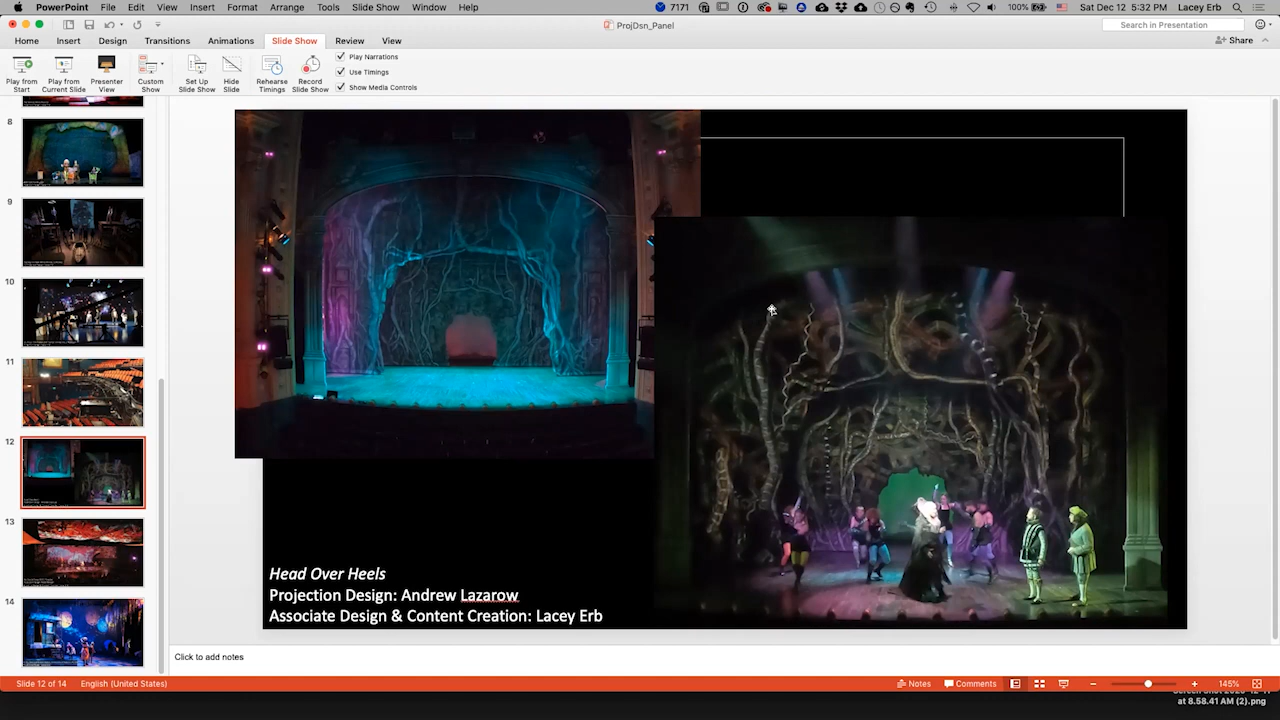 PowerPoint File Edit View Insert Format Arrange Tools Slide Show Window Help 7171 100% Sat Dec 12 5:32 PM Lacey Erb
ProjDsn_Panel
Search in Presentation
Home Insert Design Transitions Animations Slide Show Review View
Share
Play from Start
Play from Current Slide
Presenter View
Custom Show
Set Up Slide Show
Hide Slide
Rehearse Timings
Record Slide Show
Play Narrations
Use Timings
Show Media Controls
8
9
10
11
12
13
14
Head Over Heels
Projection Design: Andrew Lazarow
Associate Design & Content Creation: Lacey Erb
Click to add notes
Slide 12 of 14 English (United States) Notes Comments 145%
at 8.58.41 AM (2).png